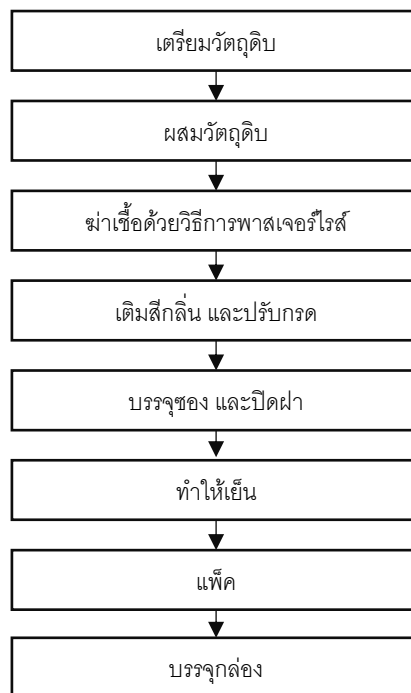 เตรียมวัตถุดิบ
ผสมวัตถุดิบ
ฆ่าเชื้อด้วยวิธีการพาสเจอร์ไรส์
เติมสีกลิ่น และปรับกรด
บรรจุซอง และปิดฝา
ทำให้เย็น
แพ็ค
บรรจุกล่อง